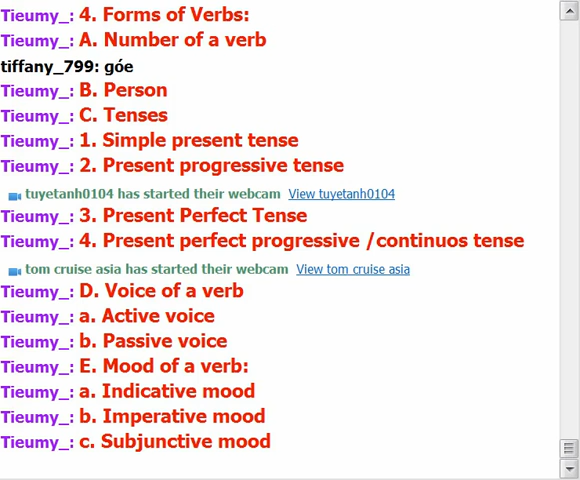 Tieumy_: 4. Forms of Verbs:
Tieumy_: A. Number of a verb
tiffany_799: góe
Tieumy_: B. Person
Tieumy_: C. Tenses
Tieumy_: 1. Simple present tense
Tieumy_: 2. Present progressive tense
tuyetanh0104 has started their webcam View tuyetanh0104
Tieumy_: 3. Present Perfect Tense
Tieumy_: 4. Present perfect progressive /continuos tense
tom cruise asia has started their webcam View tom cruise asia
Tieumy_: D. Voice of a verb
Tieumy_: a. Active voice
Tieumy_: b. Passive voice
Tieumy_: E. Mood of a verb:
Tieumy_: a. Indicative mood
Tieumy_: b. Imperative mood
Tieumy_: c. Subjunctive mood